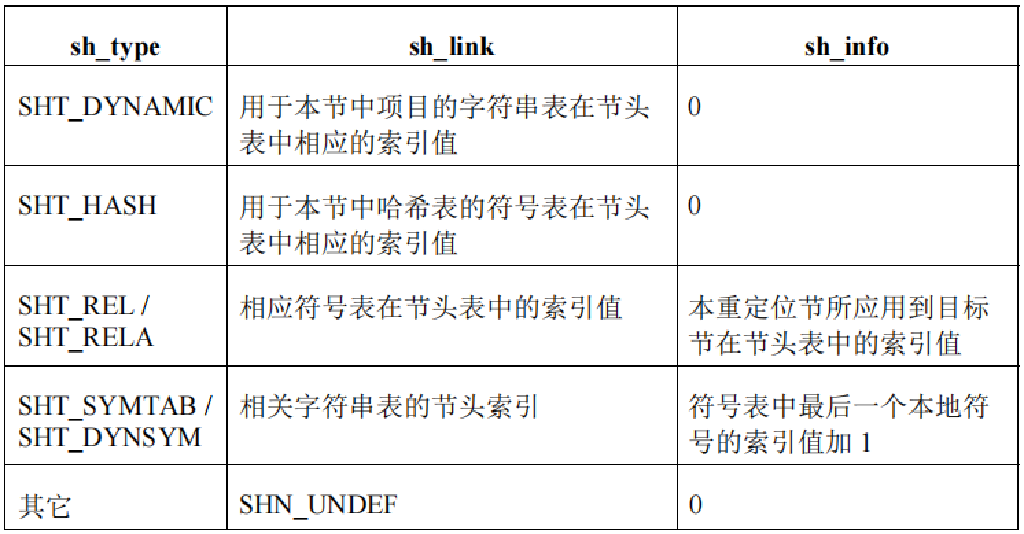 sh_type sh_link sh_info
SHT_DYNAMIC 用于本节中项目的字符串表在节头 0
表中相应的索引值
SHT_HASH 用于本节中哈希表的符号表在节头 0
表中相应的索引值
SHT_REL / 相应符号表在节头表中的索引值 本重定位节所应用到目标
SHT_RELA 节在节头表中的索引值
SHT_SYMTAB / 相关字符串表的节头索引 符号表中最后一个本地符
SHT_DYNSYM 号的索引值加 1
其它 SHN_UNDEF 0